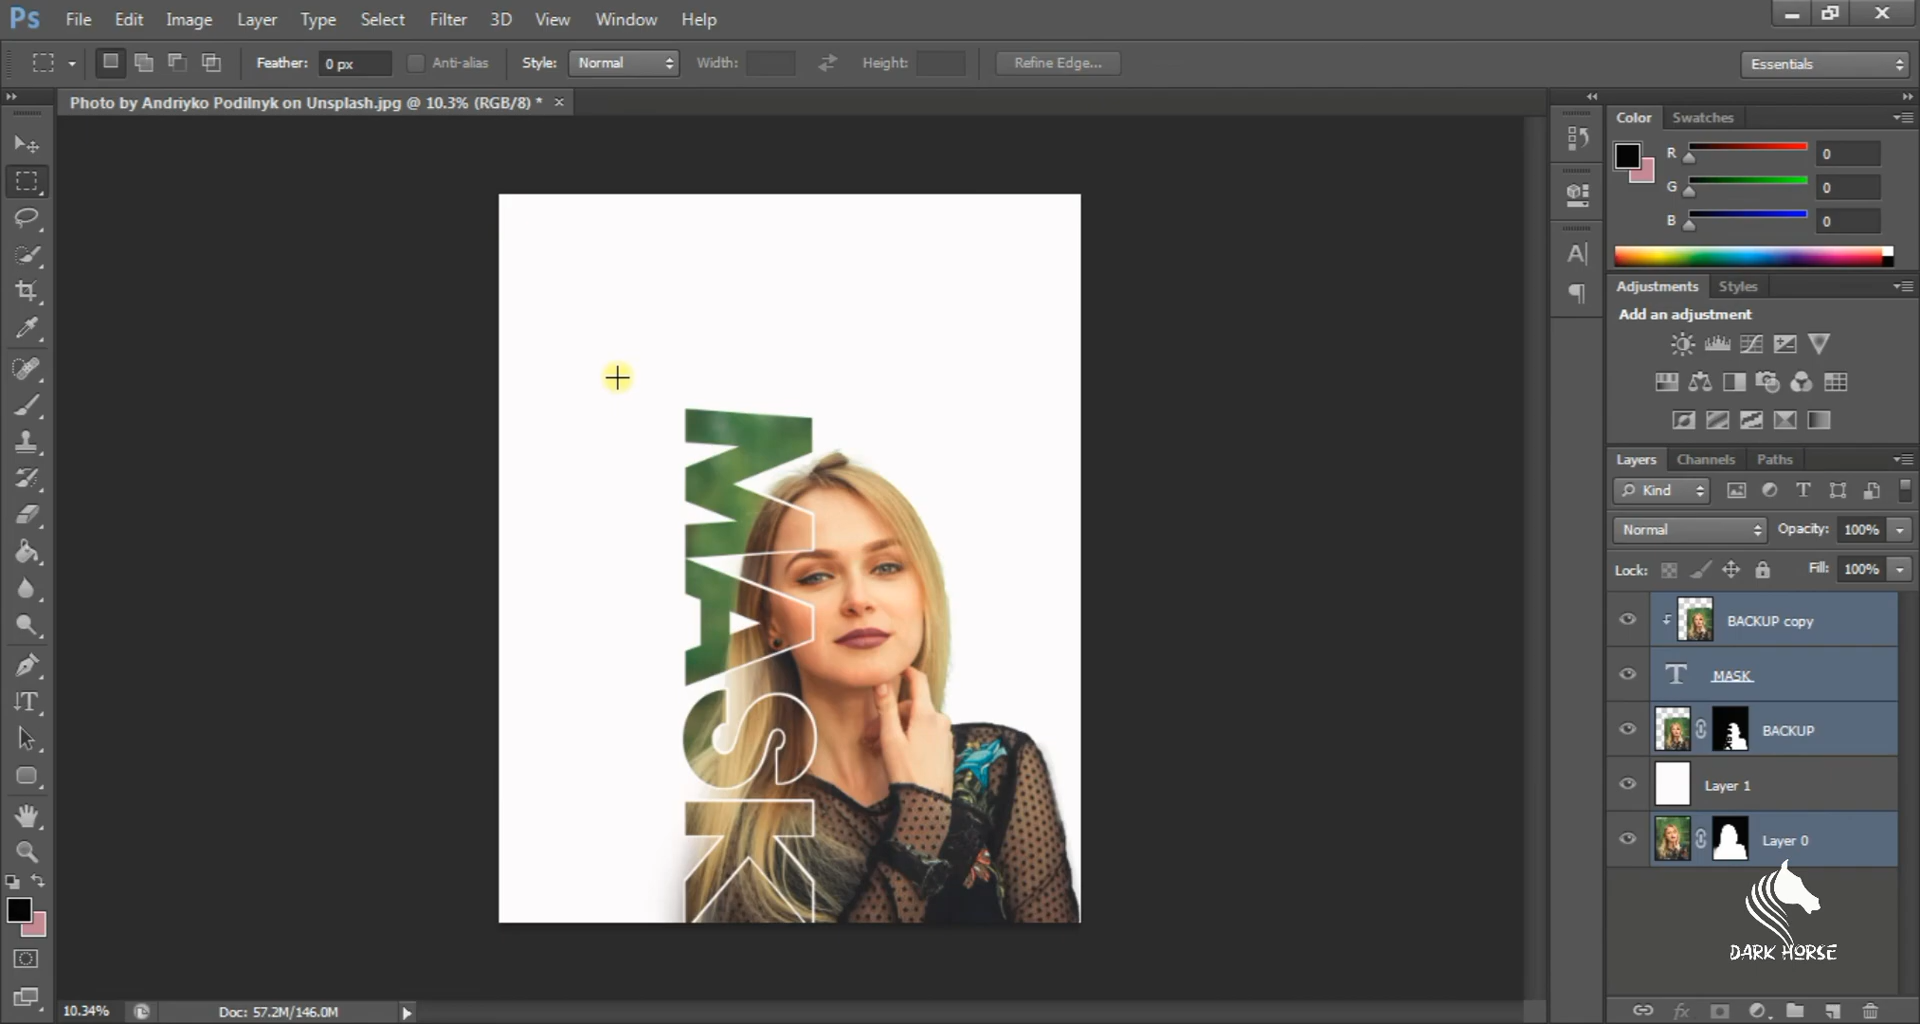 Ps File Edit Image Layer Type Select Filter 3D View Window Help
Feather: 0 px Anti-alias Style: Normal Width: Height: Refine Edge... Essentials
Photo by Andriyko Podilnyk on Unsplash.jpg @ 10.3% (RGB/8) * ×
Color Swatches
R 0
G 0
B 0
Adjustments Styles
Add an adjustment
Layers Channels Paths
Kind
Normal Opacity: 100%
Lock: Fill: 100%
BACKUP copy
T MASK
BACKUP
Layer 1
Layer 0
MASK
DARK HORSE
10.34% Doc: 57.2M/146.0M